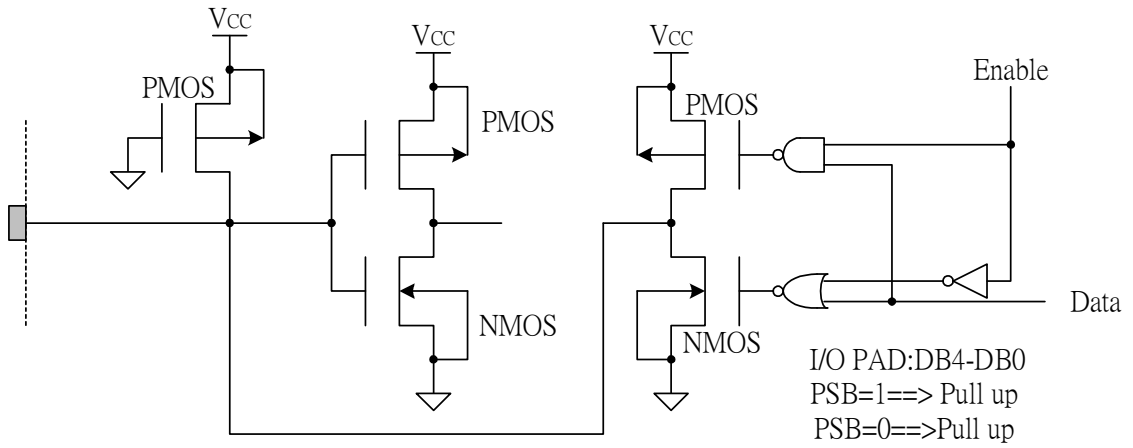 VCC
VCC
VCC
Enable
PMOS
PMOS
PMOS
NMOS
NMOS
Data
I/O PAD:DB4-DB0
PSB=1==> Pull up
PSB=0==>Pull up